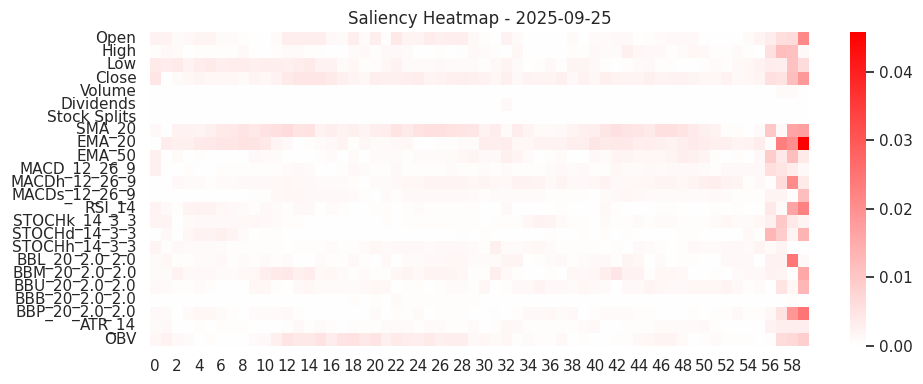 Saliency Heatmap - 2025-09-25
Open
High
Low
Close
Volume
Dividends
Stock Splits
SMA_20
EMA_20
EMA_50
MACD_12_26_9
MACDh_12_26_9
MACDs_12_26_9
RSI_14
STOCHk_14_3_3
STOCHd_14_3_3
STOCHh_14_3_3
BBL_20_2.0_2.0
BBM_20_2.0_2.0
BBU_20_2.0_2.0
BBB_20_2.0_2.0
BBP_20_2.0_2.0
ATR_14
OBV
0 2 4 6 8 10 12 14 16 18 20 22 24 26 28 30 32 34 36 38 40 42 44 46 48 50 52 54 56 58
0.04
0.03
0.02
0.01
0.00